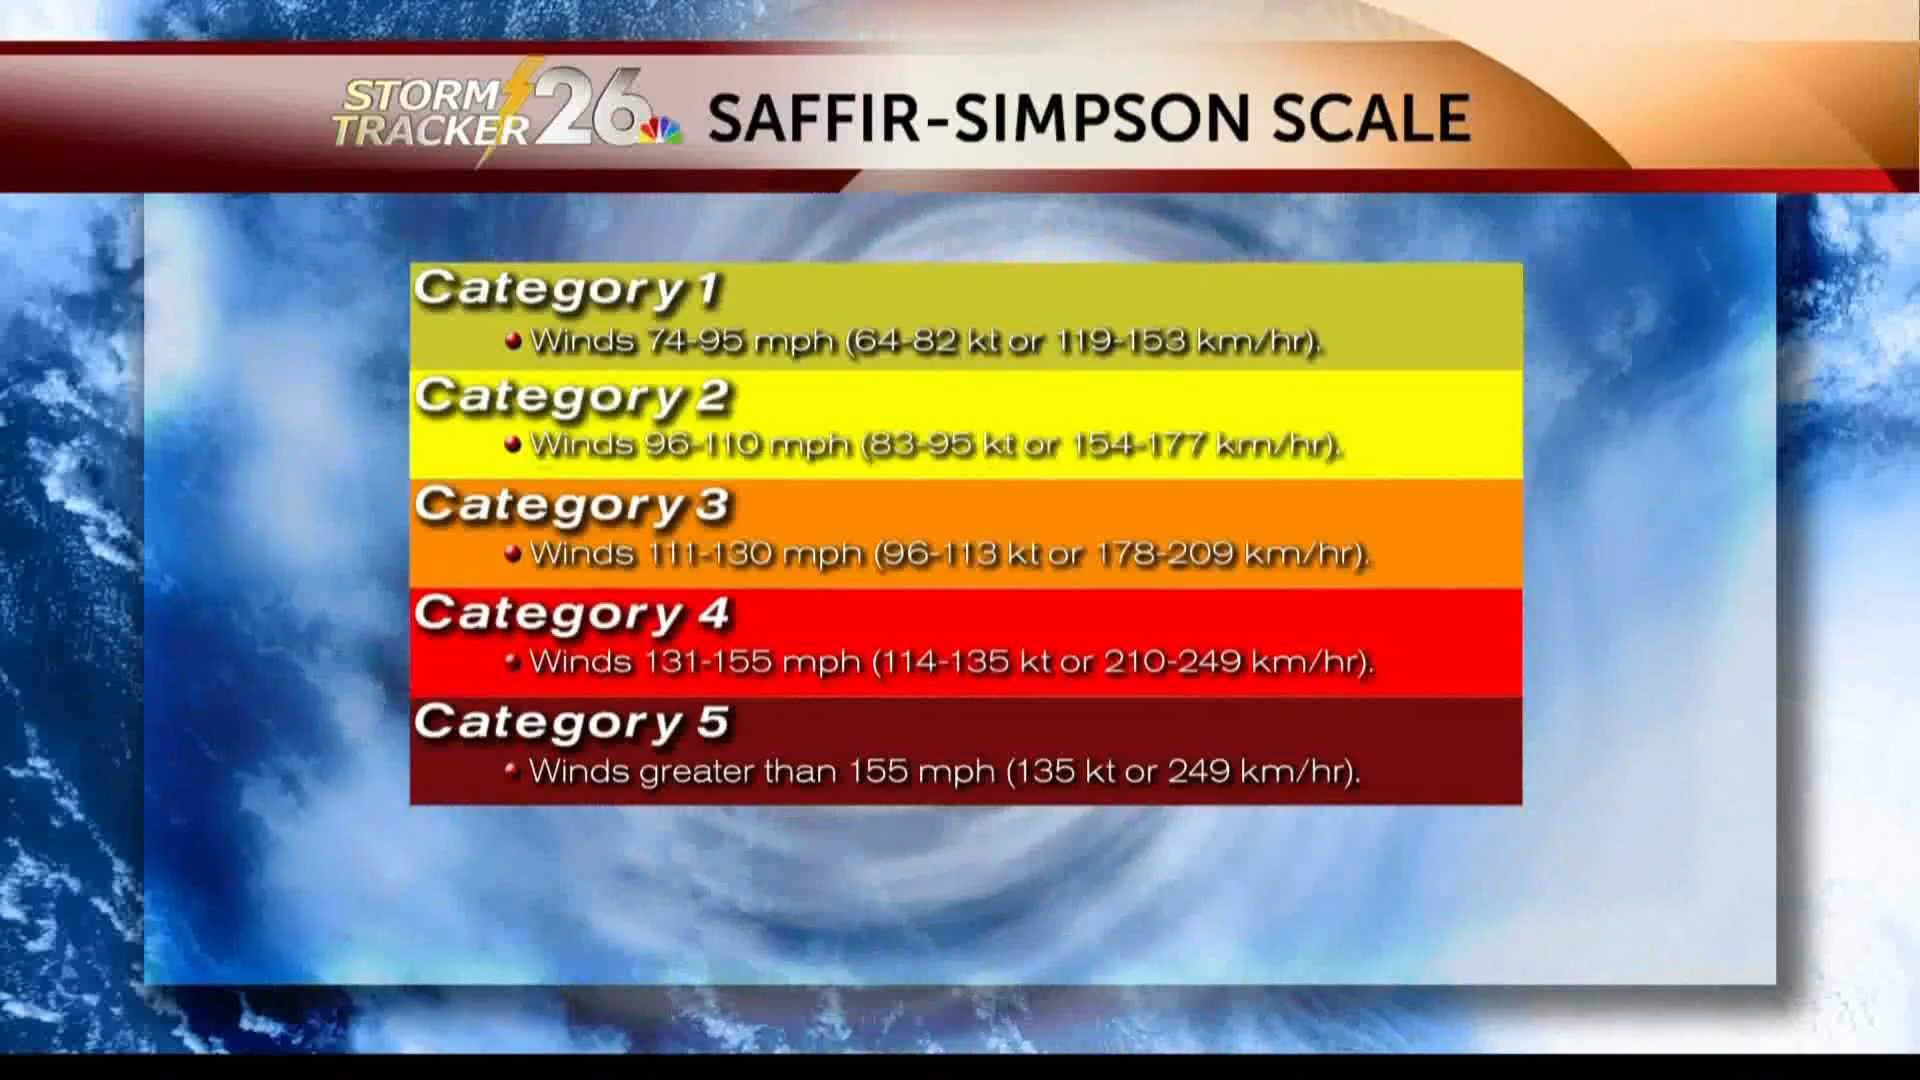 STORM TRACKER 26 SAFFIR-SIMPSON SCALE
Category 1
Winds 74-95 mph (64-82 kt or 119-153 km/hr).
Category 2
Winds 96-110 mph (83-95 kt or 154-177 km/hr).
Category 3
Winds 111-130 mph (96-113 kt or 178-209 km/hr).
Category 4
Winds 131-155 mph (114-135 kt or 210-249 km/hr).
Category 5
Winds greater than 155 mph (135 kt or 249 km/hr).